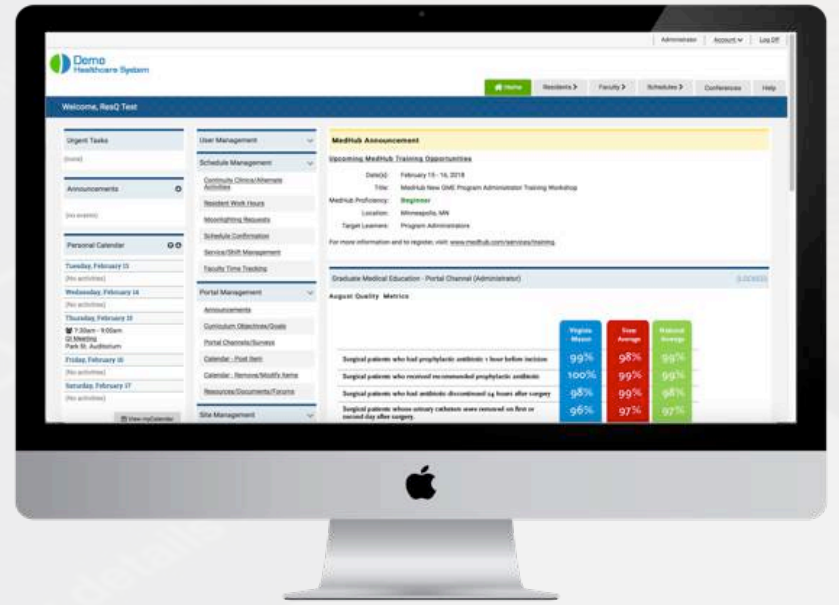 Administrator Account Log Off
Demo
Healthcare System
Home Residents Faculty Schedules Conferences Help
Welcome, ResQ Test
Urgent Tasks
(none)
Announcements
(no events)
Personal Calendar
Tuesday, February 13
(No activities)
Wednesday, February 14
(No activities)
Thursday, February 15
7:30am - 9:00am
QI Meeting
Park St. Auditorium
Friday, February 16
(No activities)
Saturday, February 17
(No activities)
View myCalendar
User Management
Schedule Management
Continuity Clinics/Alternate
Activities
Resident Work Hours
Moonlighting Requests
Schedule Confirmation
Service/Shift Management
Faculty Time Tracking
Portal Management
Announcements
Curriculum Objectives/Goals
Portal Channels/Surveys
Calendar - Post Item
Calendar - Remove/Modify Items
Resources/Documents/Forums
Site Management
MedHub Announcement
Upcoming MedHub Training Opportunities
Date(s): February 15 - 16, 2018
Title: MedHub New GME Program Administrator Training Workshop
MedHub Proficiency: Beginner
Location: Minneapolis, MN
Target Learners: Program Administrators
For more information and to register, visit: www.medhub.com/services/training.
Graduate Medical Education - Portal Channel (Administrator)
August Quality Metrics
Virginia Mason State Average National Average
Surgical patients who had prophylactic antibiotic 1 hour before incision 99% 98% 99%
Surgical patients who received recommended prophylactic antibiotic 100% 99% 99%
Surgical patients who had antibiotic discontinued 24 hours after surgery 98% 99% 98%
Surgical patients whose urinary catheters were removed on first or
second day after surgery. 96% 97% 97%
details